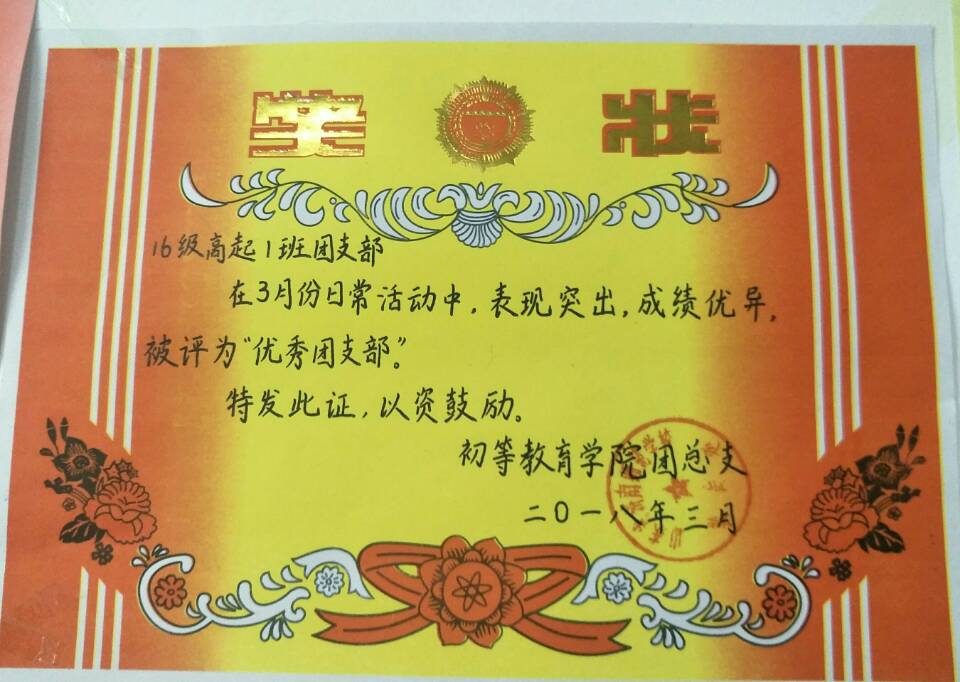 奖状
16级高起1班团支部
在3月份日常活动中，表现突出，成绩优异，
被评为“优秀团支部”。
特发此证，以资鼓励。
初等教育学院团总支
二〇一八年三月